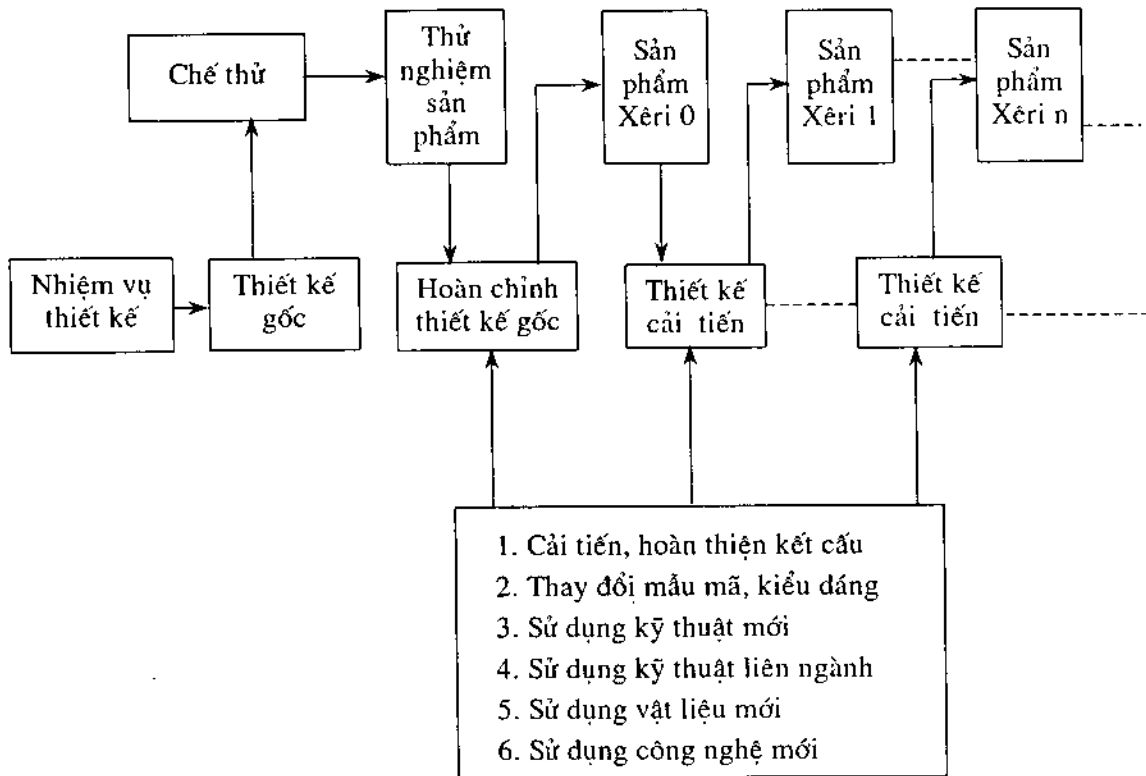 Chế thử
Thử
nghiệm
sản
phẩm
Sản
phẩm
Xêri 0
Sản
phẩm
Xêri 1
Sản
phẩm
Xêri n
Nhiệm vụ
thiết kế
Thiết kế
gốc
Hoàn chỉnh
thiết kế gốc
Thiết kế
cải tiến
Thiết kế
cải tiến
1. Cải tiến, hoàn thiện kết cấu
2. Thay đổi mẫu mã, kiểu dáng
3. Sử dụng kỹ thuật mới
4. Sử dụng kỹ thuật liên ngành
5. Sử dụng vật liệu mới
6. Sử dụng công nghệ mới